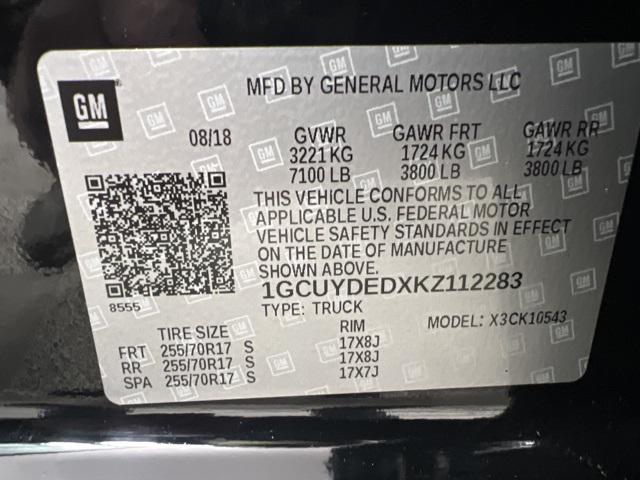 GM MFD BY GENERAL MOTORS LLC
08/18 GVWR GAWR FRT GAWR RR
3221 KG 1724 KG 1724 KG
7100 LB 3800 LB 3800 LB
THIS VEHICLE CONFORMS TO ALL
APPLICABLE U.S. FEDERAL MOTOR
VEHICLE SAFETY STANDARDS IN EFFECT
ON THE DATE OF MANUFACTURE
SHOWN ABOVE.
8555 1GCUYDEDXKZ112283
TYPE: TRUCK MODEL: X3CK10543
TIRE SIZE RIM
FRT 255/70R17 S 17X8J
RR 255/70R17 S 17X8J
SPA 255/70R17 S 17X7J